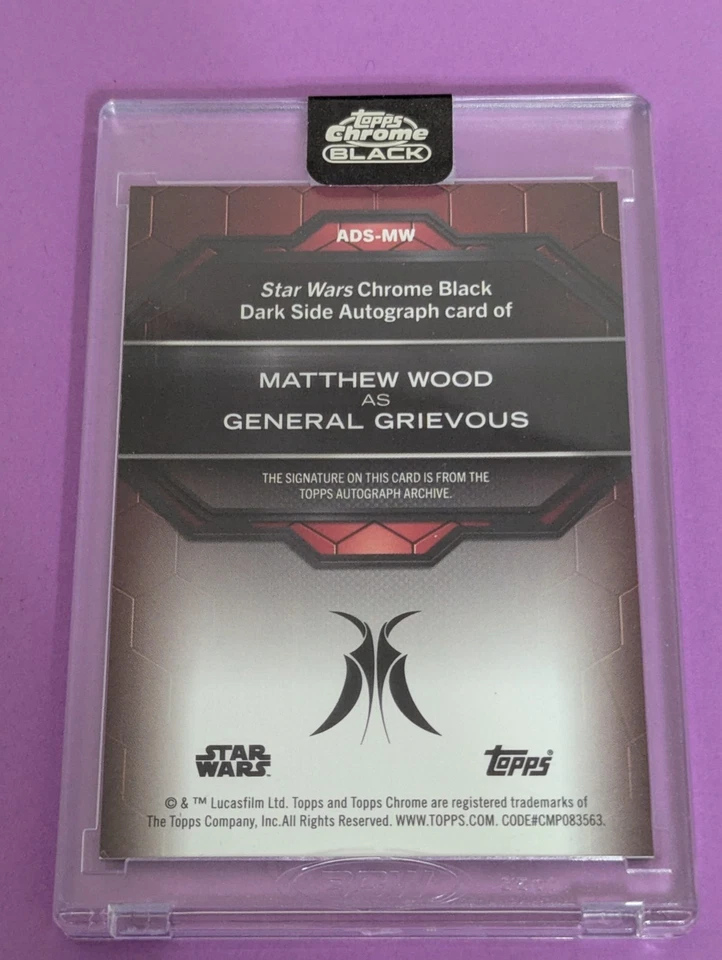 Topps
Chrome
BLACK
ADS-MW
Star Wars Chrome Black
Dark Side Autograph card of
MATTHEW WOOD
AS
GENERAL GRIEVOUS
THE SIGNATURE ON THIS CARD IS FROM THE
TOPPS AUTOGRAPH ARCHIVE.
STAR
WARS
Topps®
© & ™ Lucasfilm Ltd. Topps and Topps Chrome are registered trademarks of
The Topps Company, Inc.All Rights Reserved. WWW.TOPPS.COM. CODE#CMP083563.